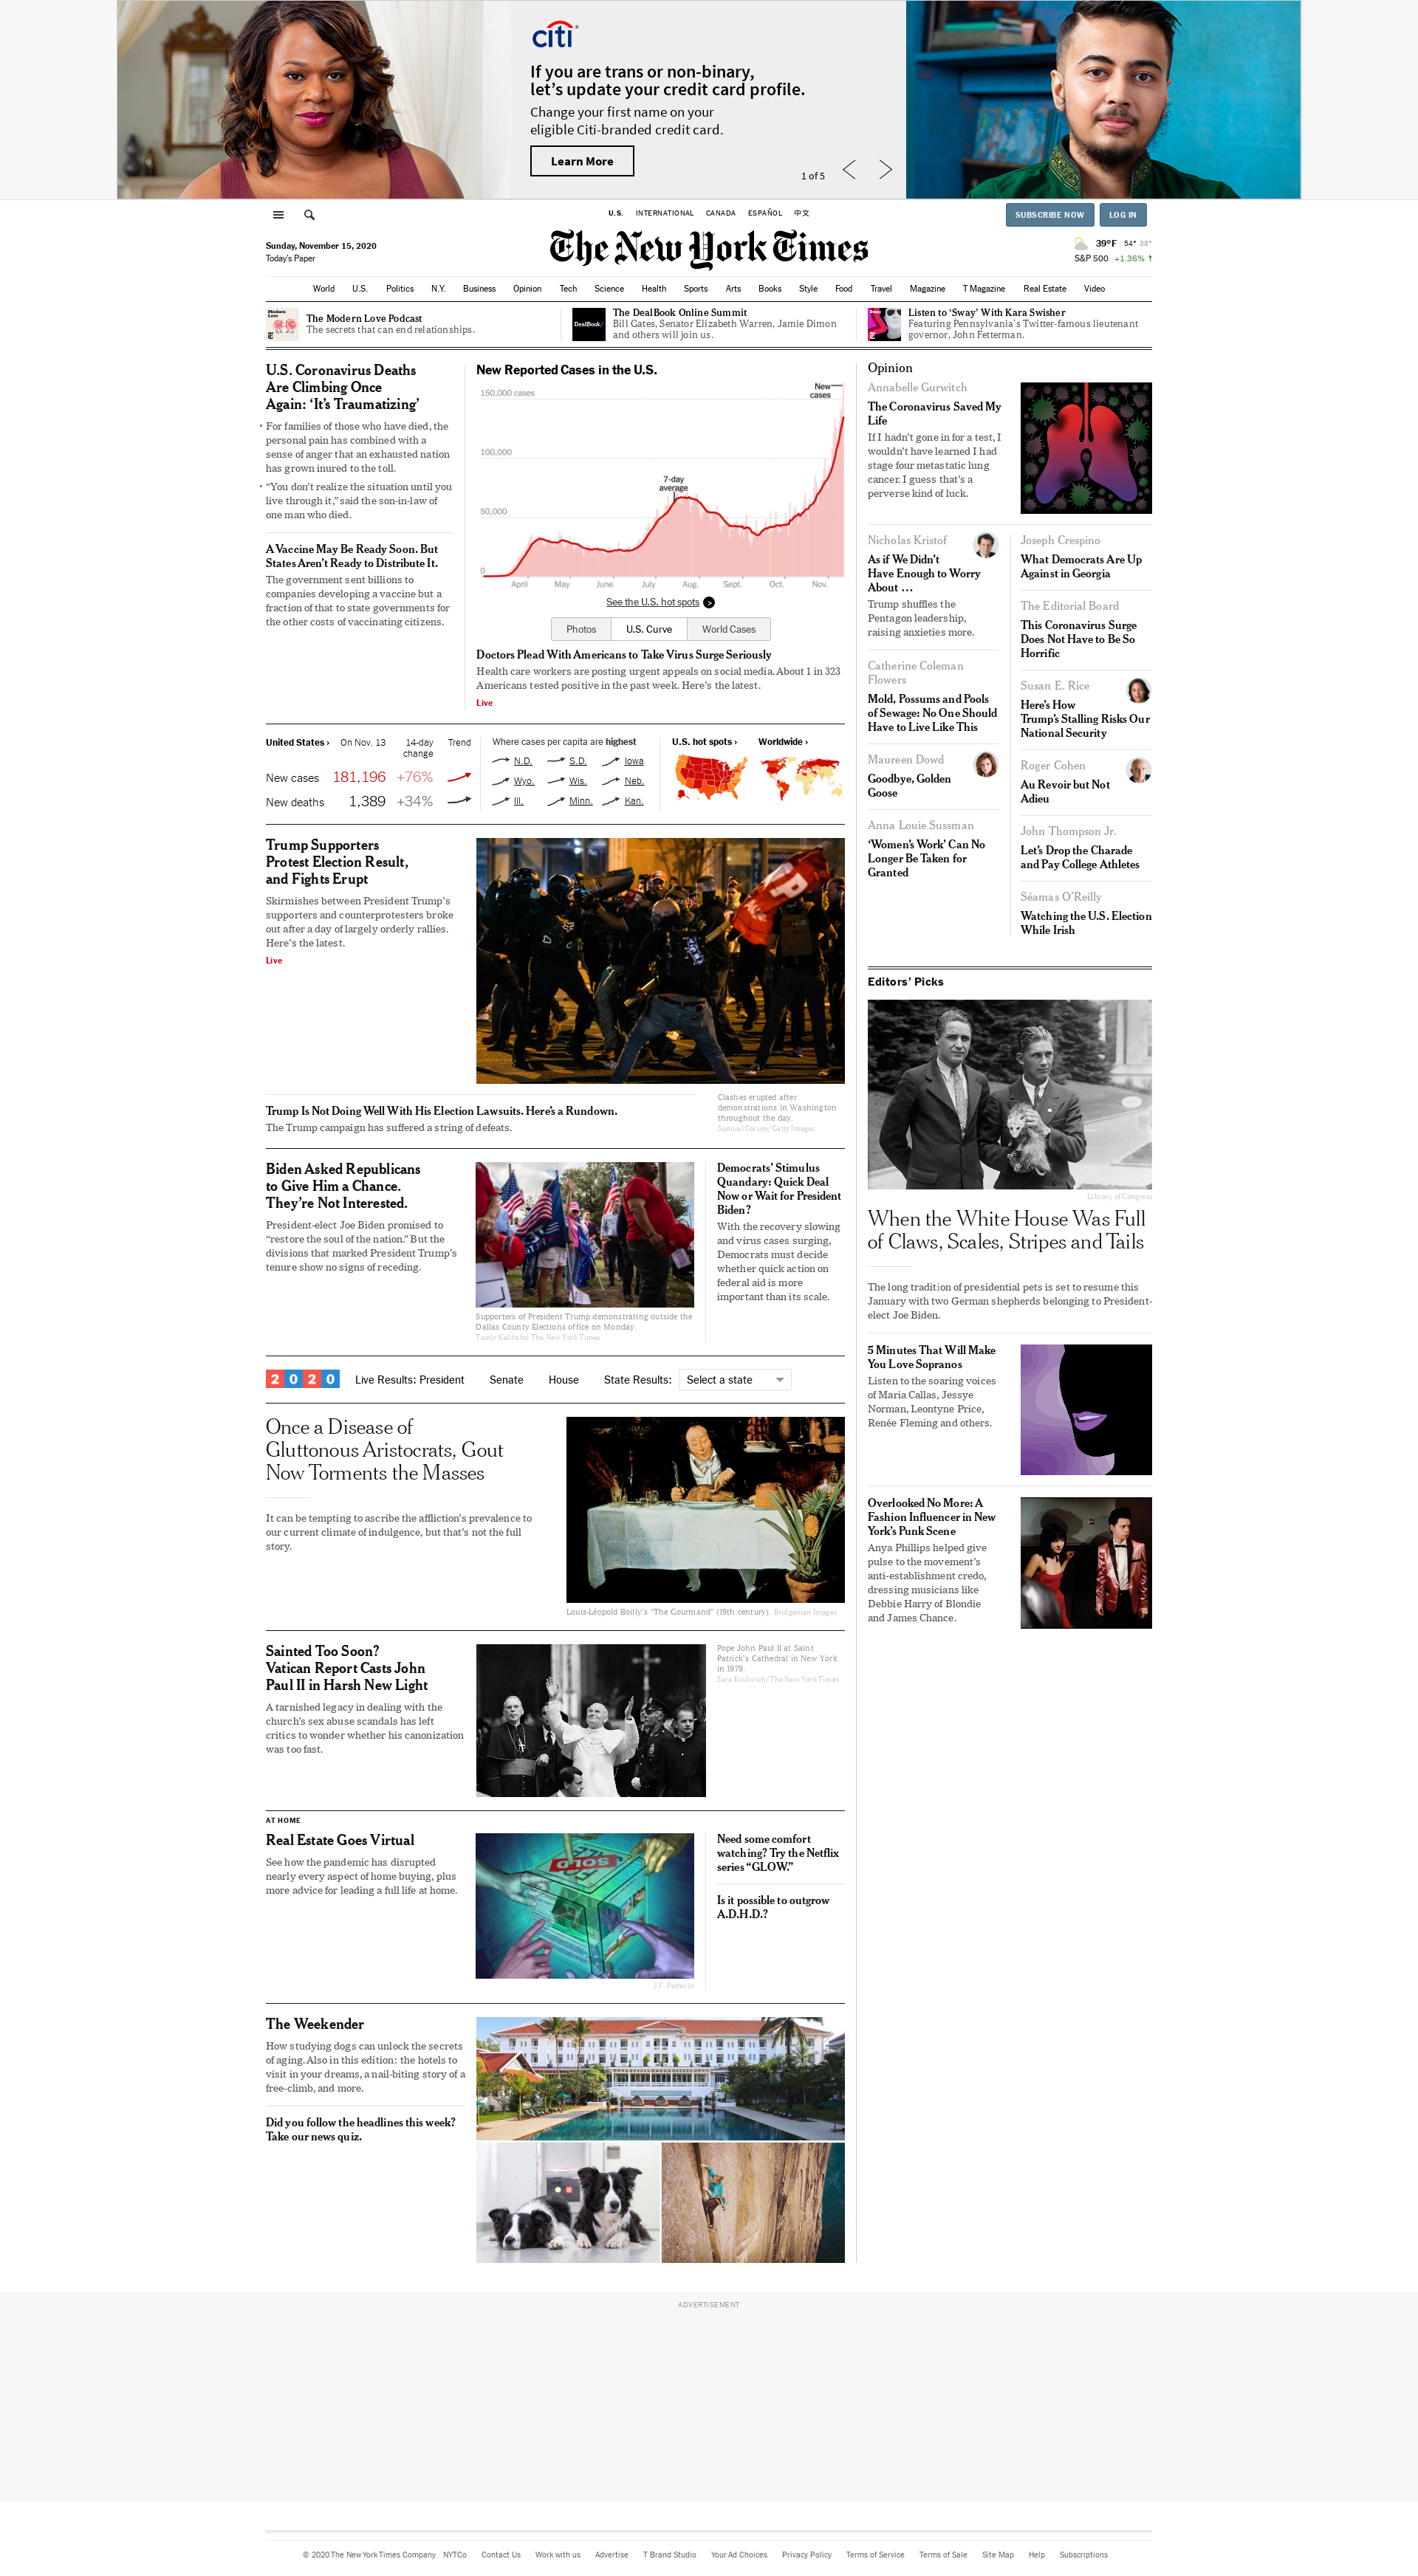 citi
If you are trans or non-binary,
let's update your credit card profile.
Change your first name on your
eligible Citi-branded credit card.
Learn More
1 of 5
U.S. INTERNATIONAL CANADA ESPAÑOL 中文
SUBSCRIBE NOW LOG IN
Sunday, November 15, 2020
Today's Paper
The New York Times
39°F 54° 38°
S&P 500 +1.36% ↑
World U.S. Politics N.Y. Business Opinion Tech Science Health Sports Arts Books Style Food Travel Magazine T Magazine Real Estate Video
Modern
Love
The Modern Love Podcast
The secrets that can end relationships.
DealBook/
The DealBook Online Summit
Bill Gates, Senator Elizabeth Warren, Jamie Dimon
and others will join us.
Sway
Listen to ‘Sway’ With Kara Swisher
Featuring Pennsylvania's Twitter-famous lieutenant
governor, John Fetterman.
U.S. Coronavirus Deaths
Are Climbing Once
Again: ‘It’s Traumatizing’
• For families of those who have died, the
personal pain has combined with a
sense of anger that an exhausted nation
has grown inured to the toll.
• “You don’t realize the situation until you
live through it,” said the son-in-law of
one man who died.
A Vaccine May Be Ready Soon. But
States Aren’t Ready to Distribute It.
The government sent billions to
companies developing a vaccine but a
fraction of that to state governments for
the other costs of vaccinating citizens.
New Reported Cases in the U.S.
150,000 cases
New
cases
100,000
7-day
average
50,000
0
April May June July Aug. Sept. Oct. Nov.
See the U.S. hot spots >
Photos U.S. Curve World Cases
Doctors Plead With Americans to Take Virus Surge Seriously
Health care workers are posting urgent appeals on social media. About 1 in 323
Americans tested positive in the past week. Here’s the latest.
Live
United States › On Nov. 13 14-day Trend
change
New cases 181,196 +76%
New deaths 1,389 +34%
Where cases per capita are highest
N.D. S.D. Iowa
Wyo. Wis. Neb.
Ill. Minn. Kan.
U.S. hot spots › Worldwide ›
Trump Supporters
Protest Election Result,
and Fights Erupt
Skirmishes between President Trump’s
supporters and counterprotesters broke
out after a day of largely orderly rallies.
Here’s the latest.
Live
Clashes erupted after
demonstrations in Washington
throughout the day.
Samuel Corum/Getty Images
Trump Is Not Doing Well With His Election Lawsuits. Here’s a Rundown.
The Trump campaign has suffered a string of defeats.
Biden Asked Republicans
to Give Him a Chance.
They’re Not Interested.
President-elect Joe Biden promised to
“restore the soul of the nation.” But the
divisions that marked President Trump’s
tenure show no signs of receding.
Supporters of President Trump demonstrating outside the
Dallas County Elections office on Monday.
Tamir Kalifa for The New York Times
Democrats’ Stimulus
Quandary: Quick Deal
Now or Wait for President
Biden?
With the recovery slowing
and virus cases surging,
Democrats must decide
whether quick action on
federal aid is more
important than its scale.
2020 Live Results: President Senate House State Results: Select a state
Once a Disease of
Gluttonous Aristocrats, Gout
Now Torments the Masses
It can be tempting to ascribe the affliction’s prevalence to
our current climate of indulgence, but that’s not the full
story.
Louis-Léopold Boilly’s “The Gourmand” (19th century). Bridgeman Images
Sainted Too Soon?
Vatican Report Casts John
Paul II in Harsh New Light
A tarnished legacy in dealing with the
church’s sex abuse scandals has left
critics to wonder whether his canonization
was too fast.
Pope John Paul II at Saint
Patrick’s Cathedral in New York
in 1979.
Sara Krulwich/The New York Times
AT HOME
Real Estate Goes Virtual
See how the pandemic has disrupted
nearly every aspect of home buying, plus
more advice for leading a full life at home.
SOLD
J.F. Podevin
Need some comfort
watching? Try the Netflix
series “GLOW.”
Is it possible to outgrow
A.D.H.D.?
The Weekender
How studying dogs can unlock the secrets
of aging. Also in this edition: the hotels to
visit in your dreams, a nail-biting story of a
free-climb, and more.
Did you follow the headlines this week?
Take our news quiz.
Opinion
Annabelle Gurwitch
The Coronavirus Saved My
Life
If I hadn’t gone in for a test, I
wouldn’t have learned I had
stage four metastatic lung
cancer. I guess that’s a
perverse kind of luck.
Nicholas Kristof
As if We Didn’t
Have Enough to Worry
About …
Trump shuffles the
Pentagon leadership,
raising anxieties more.
Catherine Coleman
Flowers
Mold, Possums and Pools
of Sewage: No One Should
Have to Live Like This
Maureen Dowd
Goodbye, Golden
Goose
Anna Louie Sussman
‘Women’s Work’ Can No
Longer Be Taken for
Granted
Joseph Crespino
What Democrats Are Up
Against in Georgia
The Editorial Board
This Coronavirus Surge
Does Not Have to Be So
Horrific
Susan E. Rice
Here’s How
Trump’s Stalling Risks Our
National Security
Roger Cohen
Au Revoir but Not
Adieu
John Thompson Jr.
Let’s Drop the Charade
and Pay College Athletes
Séamas O’Reilly
Watching the U.S. Election
While Irish
Editors’ Picks
Library of Congress
When the White House Was Full
of Claws, Scales, Stripes and Tails
The long tradition of presidential pets is set to resume this
January with two German shepherds belonging to President-
elect Joe Biden.
5 Minutes That Will Make
You Love Sopranos
Listen to the soaring voices
of Maria Callas, Jessye
Norman, Leontyne Price,
Renée Fleming and others.
Overlooked No More: A
Fashion Influencer in New
York’s Punk Scene
Anya Phillips helped give
pulse to the movement’s
anti-establishment credo,
dressing musicians like
Debbie Harry of Blondie
and James Chance.
ADVERTISEMENT
© 2020 The New York Times Company NYTCo Contact Us Work with us Advertise T Brand Studio Your Ad Choices Privacy Policy Terms of Service Terms of Sale Site Map Help Subscriptions